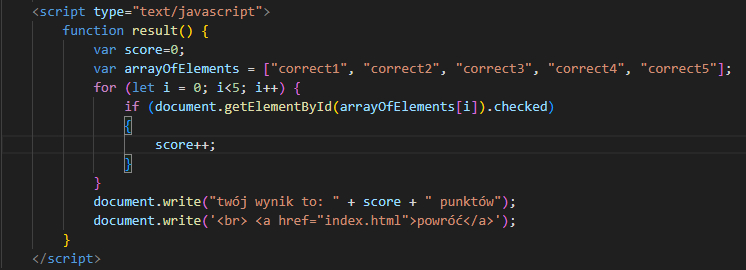 <script type="text/javascript">
function result() {
var score=0;
var arrayOfElements = ["correct1", "correct2", "correct3", "correct4", "correct5"];
for (let i = 0; i<5; i++) {
if (document.getElementById(arrayOfElements[i]).checked)
{
score++;
}
}
document.write("twój wynik to: " + score + " punktów");
document.write('<br> <a href="index.html">powróć</a>');
}
</script>